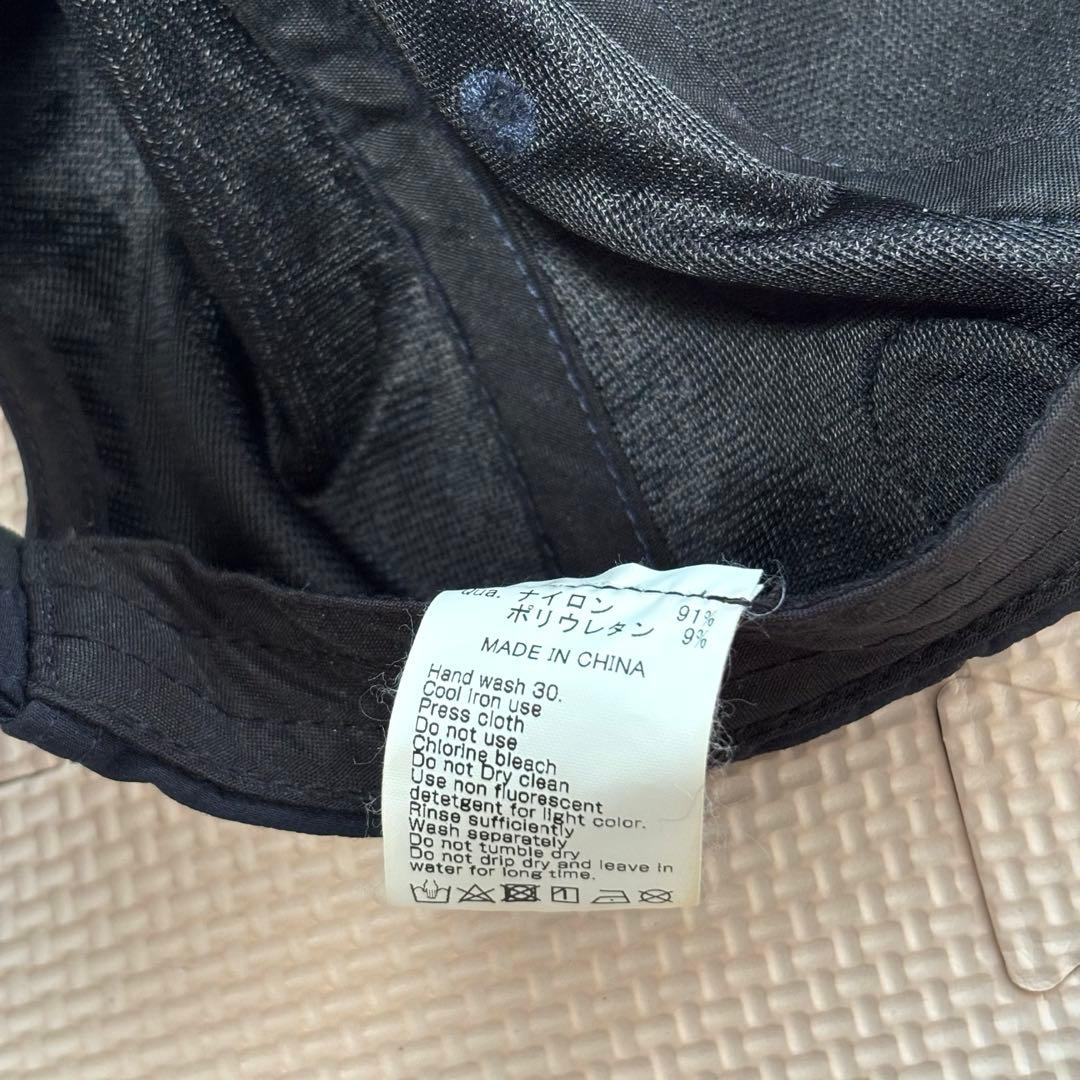 Qua. ナイロン 91%
ポリウレタン 9%
MADE IN CHINA
Hand wash 30.
Cool iron use
Press cloth
Do not use
Chlorine bleach
Do not Dry clean
Use non fluorescent
detetgent for light color.
Rinse sufficiently
Wash separately
Do not tumble dry
Do not drip dry and leave in
water for long time.